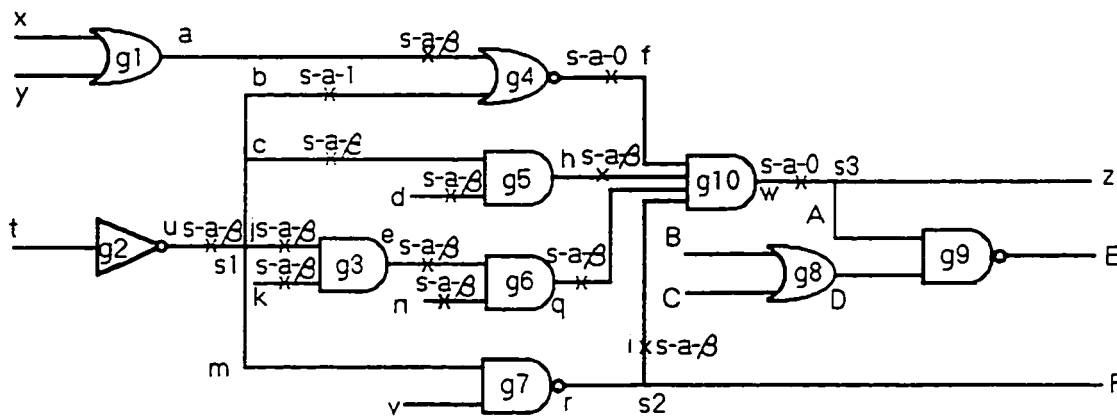 x
a
s-a-β
s-a-0
f
g1
g4
y
b
s-a-1
c
s-a-β
h
s-a-β
s-a-0
s3
g5
g10
w
z
d
s-a-β
A
t
g2
u
s-a-β
j
s-a-β
e
s-a-β
s-a-β
B
E
s1
s-a-β
g3
s-a-β
g6
g8
g9
k
n
q
C
D
i
s-a-β
m
g7
v
r
s2
F